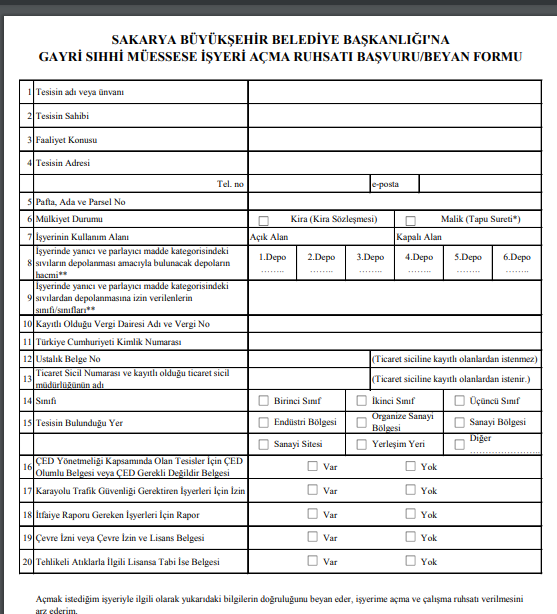 SAKARYA BÜYÜKŞEHİR BELEDİYE BAŞKANLIĞI'NA
GAYRİ SIHHİ MÜESSESE İŞYERİ AÇMA RUHSATI BAŞVURU/BEYAN FORMU
1 Tesisin adı veya ünvanı
2 Tesisin Sahibi
3 Faaliyet Konusu
4 Tesisin Adresi
Tel. no e-posta
5 Pafta, Ada ve Parsel No
6 Mülkiyet Durumu Kira (Kira Sözleşmesi) Malik (Tapu Sureti*)
7 İşyerinin Kullanım Alanı Açık Alan Kapalı Alan
8 İşyerinde yanıcı ve parlayıcı madde kategorisindeki
sıvıların depolanması amacıyla bulunacak depoların
hacmi**
1.Depo 2.Depo 3.Depo 4.Depo 5.Depo 6.Depo
........ ........ ........ ........ ........ ........
9 İşyerinde yanıcı ve parlayıcı madde kategorisindeki
sıvılardan depolanmasına izin verilenlerin
sınıfı/sınıfları**
10 Kayıtlı Olduğu Vergi Dairesi Adı ve Vergi No
11 Türkiye Cumhuriyeti Kimlik Numarası
12 Ustalık Belge No (Ticaret siciline kayıtlı olanlardan istenmez)
13 Ticaret Sicil Numarası ve kayıtlı olduğu ticaret sicil
müdürlüğünün adı
(Ticaret siciline kayıtlı olanlardan istenir.)
14 Sınıfı Birinci Sınıf İkinci Sınıf Üçüncü Sınıf
15 Tesisin Bulunduğu Yer Endüstri Bölgesi Organize Sanayi
Bölgesi Sanayi Bölgesi
Sanayi Sitesi Yerleşim Yeri Diğer
........................
16 ÇED Yönetmeliği Kapsamında Olan Tesisler İçin ÇED
Olumlu Belgesi veya ÇED Gerekli Değildir Belgesi
Var Yok
17 Karayolu Trafik Güvenliği Gerektiren İşyerleri İçin İzin Var Yok
18 İtfaiye Raporu Gereken İşyerleri İçin Rapor Var Yok
19 Çevre İzni veya Çevre İzin ve Lisans Belgesi Var Yok
20 Tehlikeli Atıklarla İlgili Lisansa Tabi İse Belgesi Var Yok
Açmak istediğim işyeriyle ilgili olarak yukarıdaki bilgilerin doğruluğunu beyan eder, işyerime açma ve çalışma ruhsatı verilmesini
arz ederim.